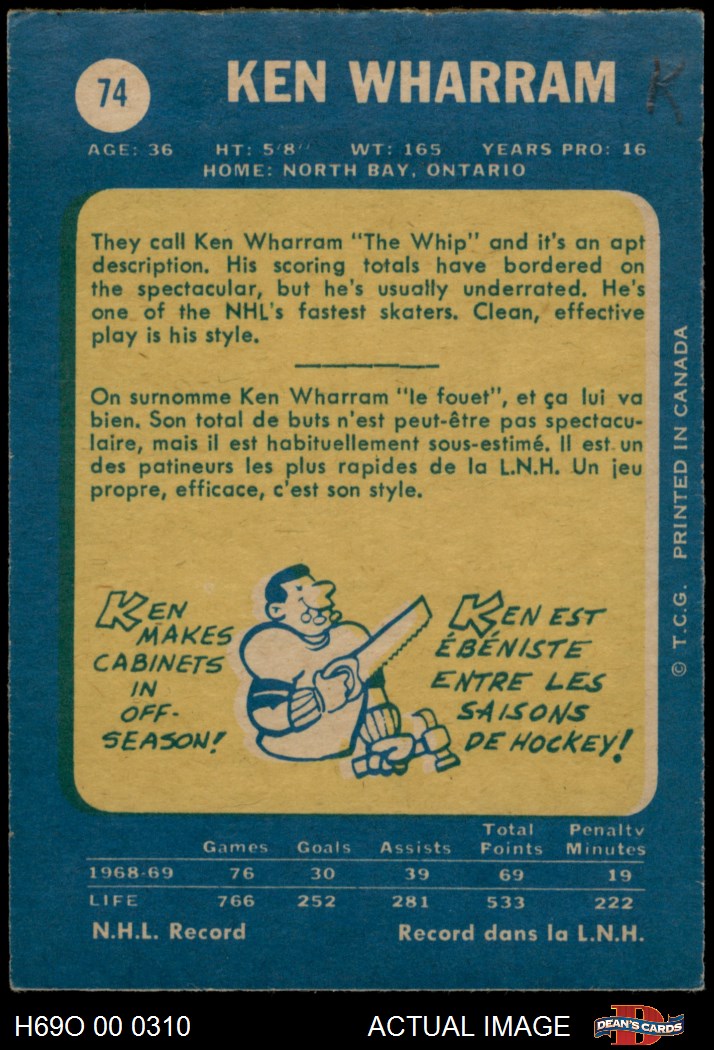 74
KEN WHARRAM
K
AGE: 36 HT: 5'8'' WT: 165 YEARS PRO: 16
HOME: NORTH BAY, ONTARIO
They call Ken Wharram "The Whip" and it's an apt
description. His scoring totals have bordered on
the spectacular, but he's usually underrated. He's
one of the NHL's fastest skaters. Clean, effective
play is his style.
On surnomme Ken Wharram "le fouet", et ça lui va
bien. Son total de buts n'est peut-être pas spectacu-
laire, mais il est habituellement sous-estimé. Il est un
des patineurs les plus rapides de la L.N.H. Un jeu
propre, efficace, c'est son style.
© T.C.G. PRINTED IN CANADA
KEN
MAKES
CABINETS
IN
OFF-
SEASON!
KEN EST
ÉBÉNISTE
ENTRE LES
SAISONS
DE HOCKEY!
Games Goals Assists Total Points Penalty Minutes
1968-69 76 30 39 69 19
LIFE 766 252 281 533 222
N.H.L. Record Record dans la L.N.H.
H69O 00 0310 ACTUAL IMAGE
D
DEAN'S CARDS